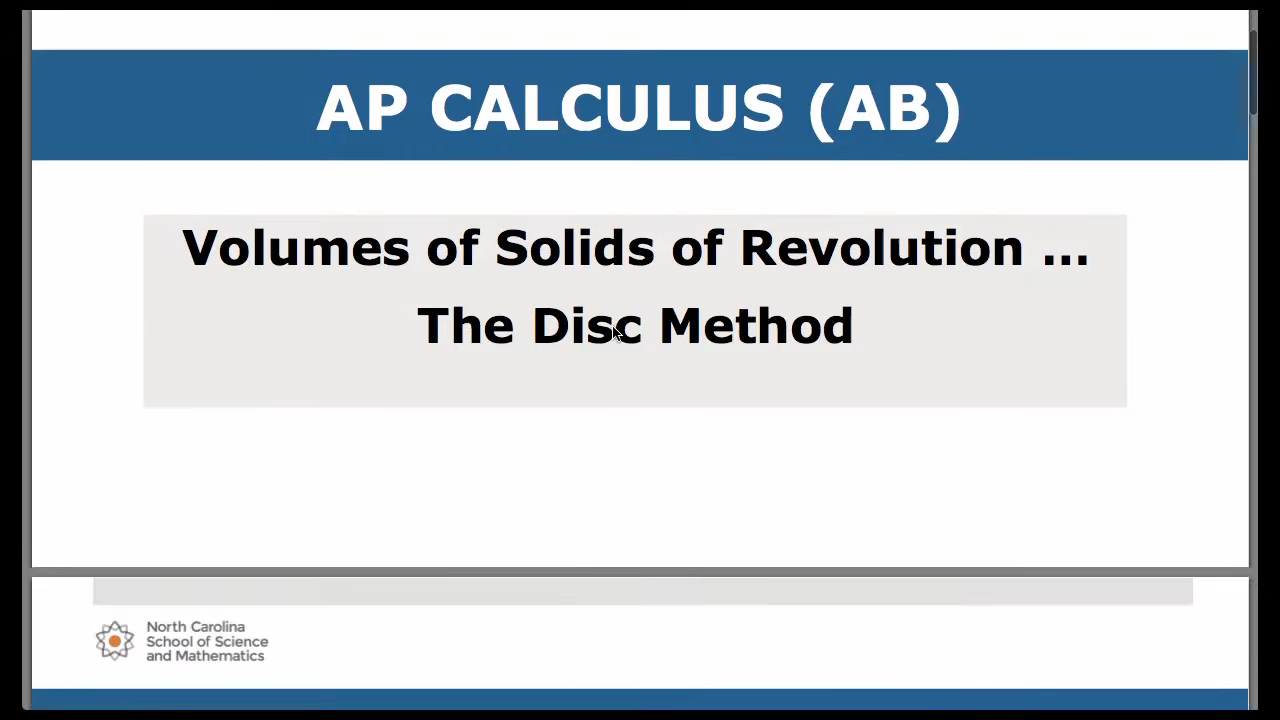 AP CALCULUS (AB)
Volumes of Solids of Revolution ...
The Disc Method
North Carolina
School of Science
and Mathematics